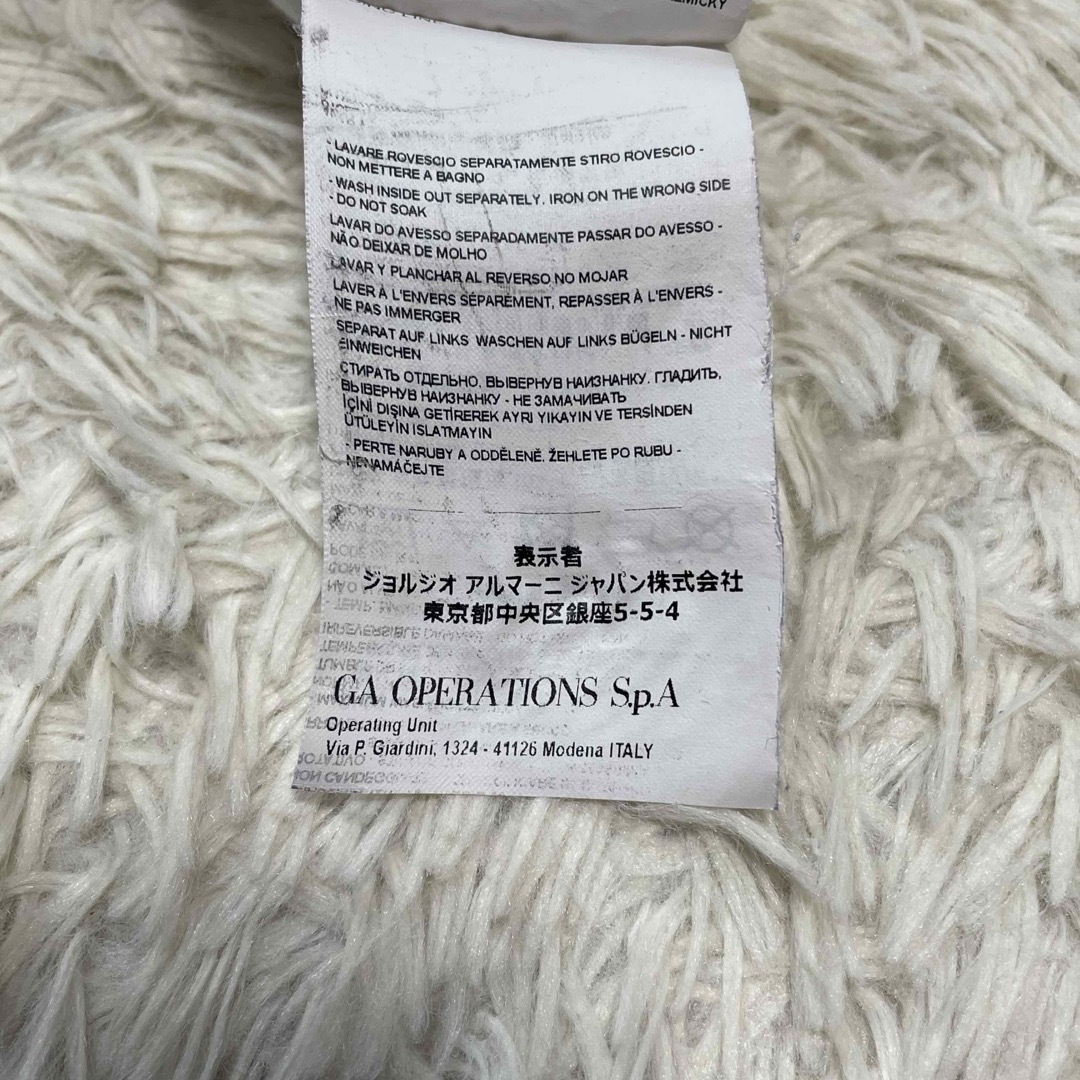 - LAVARE ROVESCIO SEPARATAMENTE STIRO ROVESCIO -
NON METTERE A BAGNO
- WASH INSIDE OUT SEPARATELY. IRON ON THE WRONG SIDE
- DO NOT SOAK
LAVAR DO AVESSO SEPARADAMENTE PASSAR DO AVESSO -
NÃO DEIXAR DE MOLHO
LAVAR Y PLANCHAR AL REVERSO NO MOJAR
LAVER À L'ENVERS SÉPARÉMENT, REPASSER À L'ENVERS -
NE PAS IMMERGER
SEPARAT AUF LINKS WASCHEN AUF LINKS BÜGELN - NICHT
EINWEICHEN
СТИРАТЬ ОТДЕЛЬНО, ВЫВЕРНУВ НАИЗНАНКУ. ГЛАДИТЬ,
ВЫВЕРНУВ НАИЗНАНКУ - НЕ ЗАМАЧИВАТЬ
İÇİNİ DIŞINA GETİREREK AYRI YIKAYIN VE TERSİNDEN
ÜTÜLEYİN ISLATMAYIN
- PERTE NARUBY A ODDĚLENĚ. ŽEHLETE PO RUBU -
NENAMÁČEJTE
表示者
ジョルジオ アルマーニ ジャパン株式会社
東京都中央区銀座5-5-4
GA OPERATIONS S.p.A
Operating Unit
Via P. Giardini, 1324 - 41126 Modena ITALY